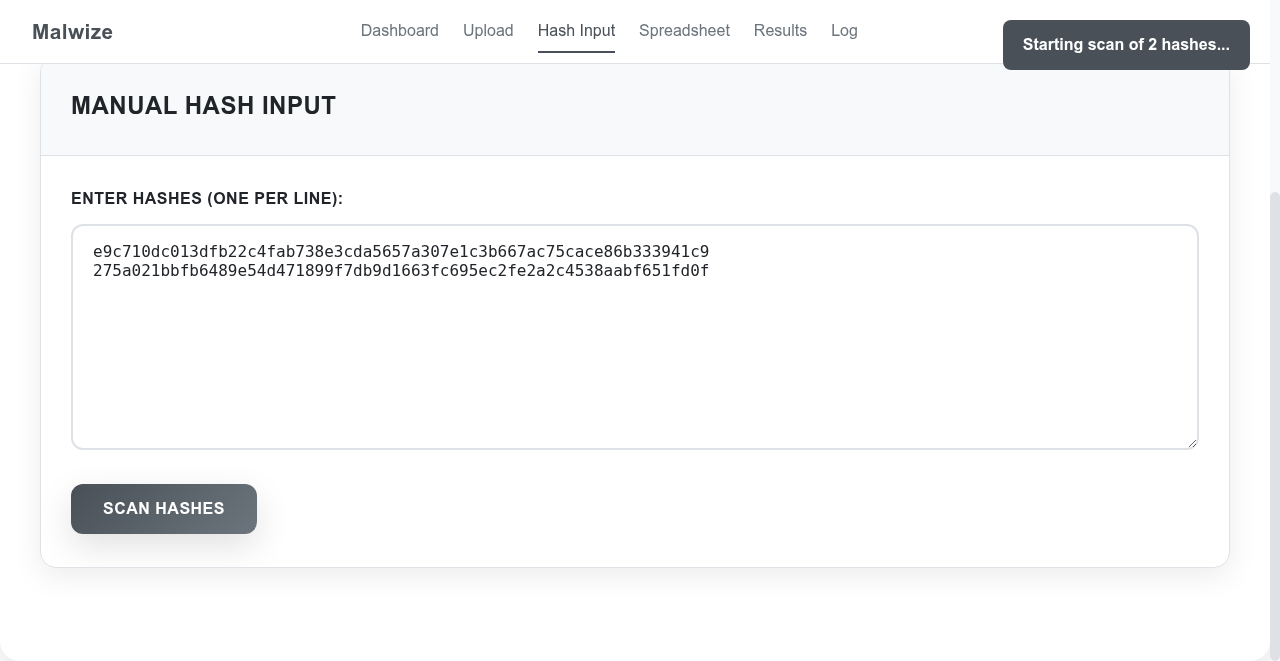 Malwize
Dashboard
Upload
Hash Input
Spreadsheet
Results
Log
Starting scan of 2 hashes...
MANUAL HASH INPUT
ENTER HASHES (ONE PER LINE):
e9c710dc013dfb22c4fab738e3cda5657a307e1c3b667ac75cace86b333941c9
275a021bbfb6489e54d471899f7db9d1663fc695ec2fe2a2c4538aabf651fd0f
SCAN HASHES